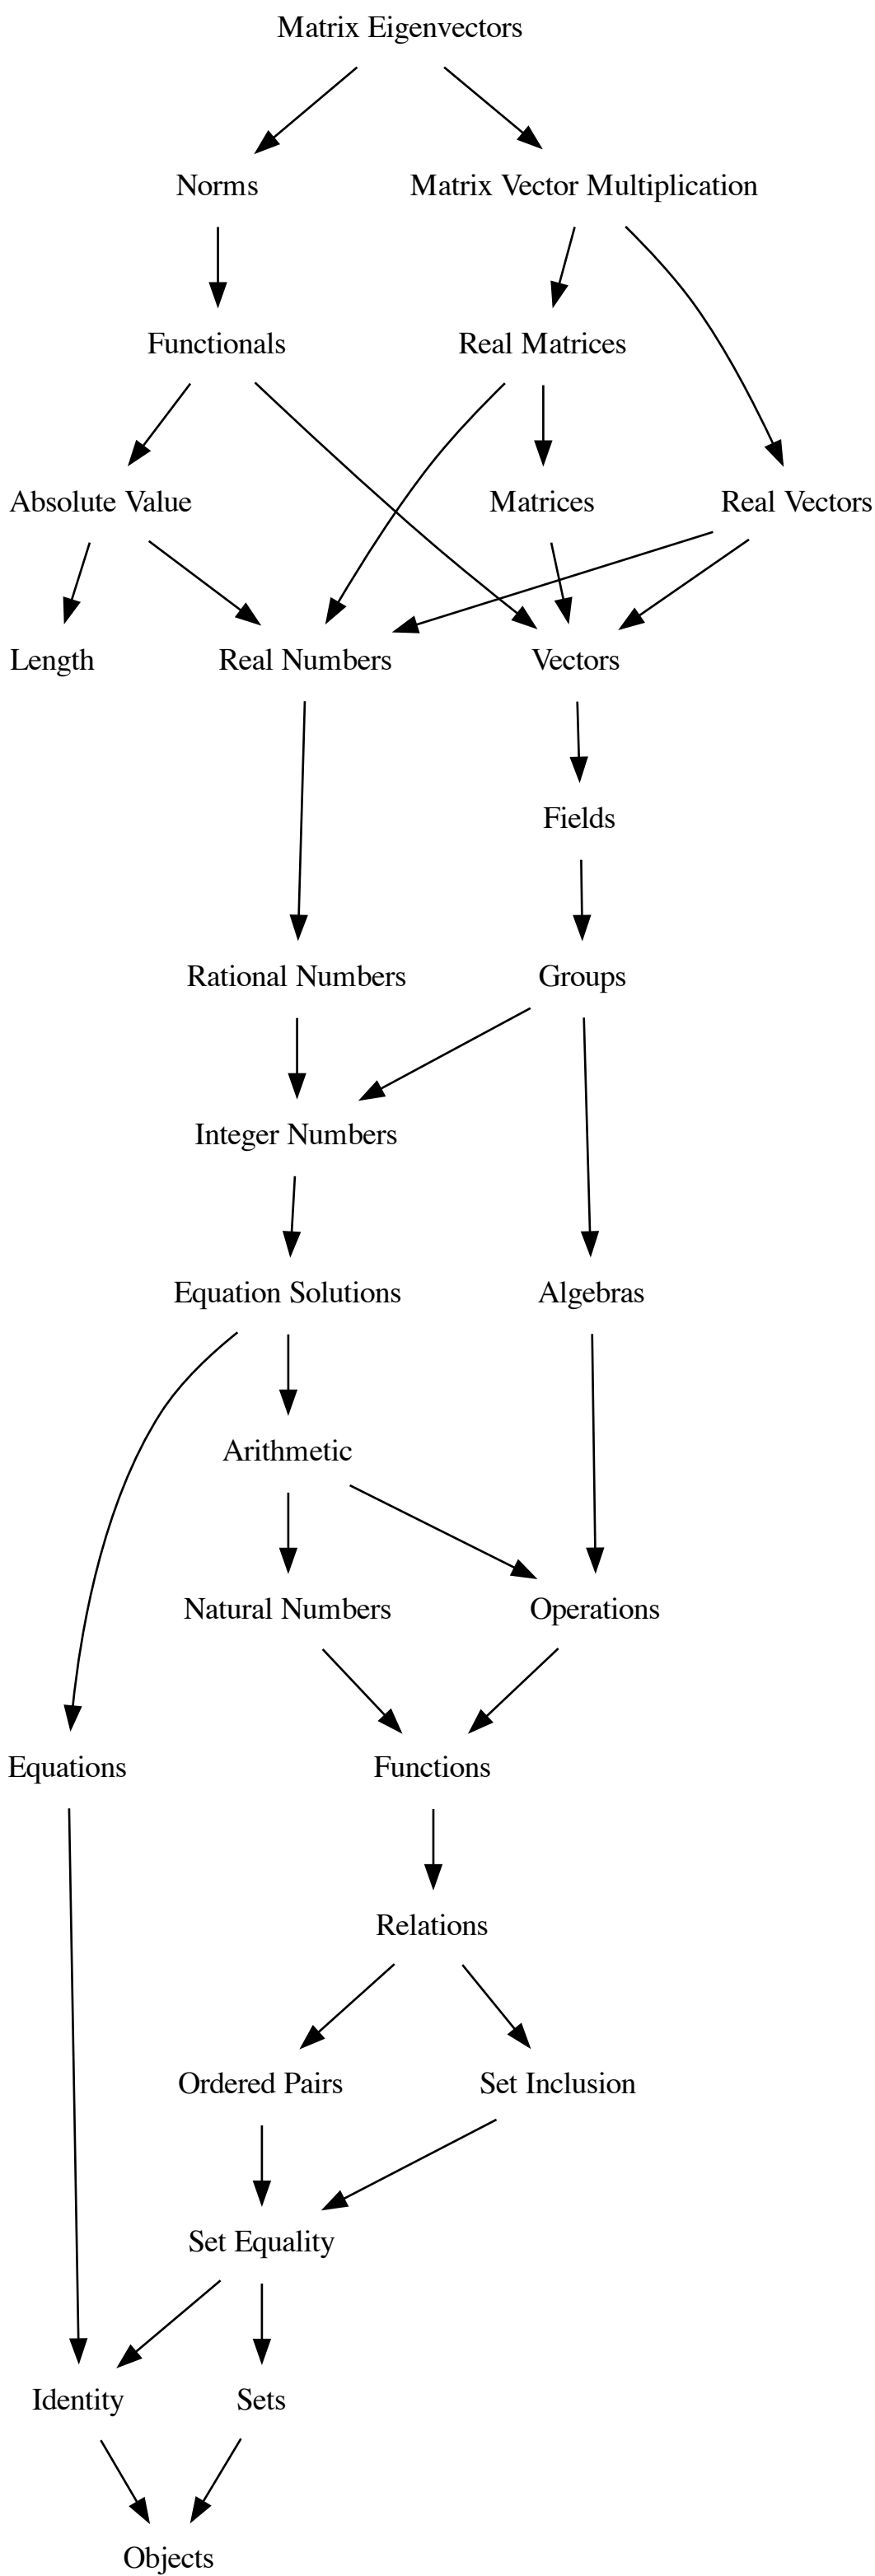 Matrix Eigenvectors
Norms
Matrix Vector Multiplication
Functionals
Real Matrices
Absolute Value
Matrices
Real Vectors
Length
Real Numbers
Vectors
Fields
Rational Numbers
Groups
Integer Numbers
Equation Solutions
Algebras
Arithmetic
Natural Numbers
Operations
Equations
Functions
Relations
Ordered Pairs
Set Inclusion
Set Equality
Identity
Sets
Objects